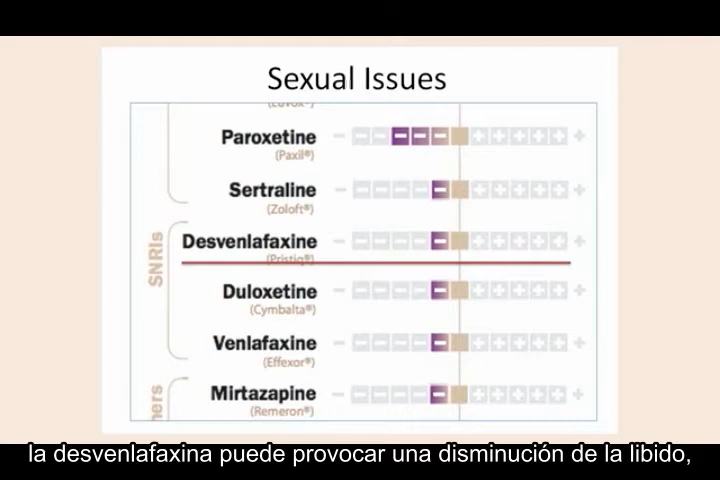 Sexual Issues
(Luvox®)
Paroxetine
(Paxil®)
Sertraline
(Zoloft®)
SNRIs
Desvenlafaxine
(Pristiq®)
Duloxetine
(Cymbalta®)
Venlafaxine
(Effexor®)
Mirtazapine
(Remeron®)
la desvenlafaxina puede provocar una disminución de la libido,